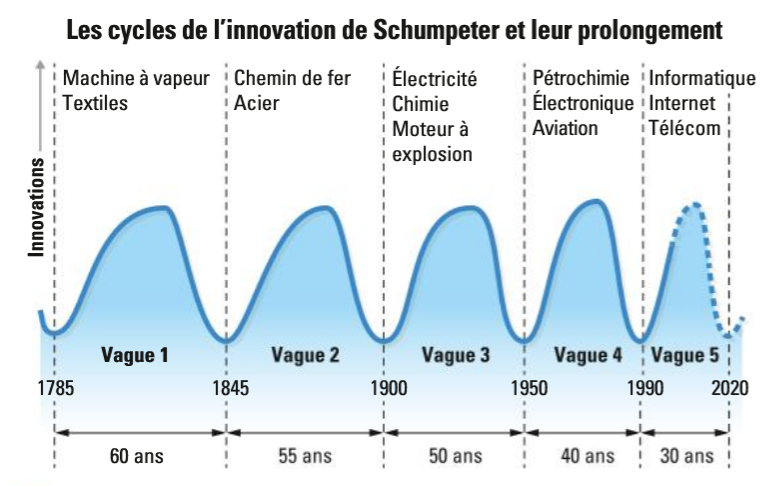 Les cycles de l’innovation de Schumpeter et leur prolongement
Innovations
Machine à vapeur
Textiles
Chemin de fer
Acier
Électricité
Chimie
Moteur à
explosion
Pétrochimie
Électronique
Aviation
Informatique
Internet
Télécom
Vague 1
Vague 2
Vague 3
Vague 4
Vague 5
1785
1845
1900
1950
1990
2020
60 ans
55 ans
50 ans
40 ans
30 ans